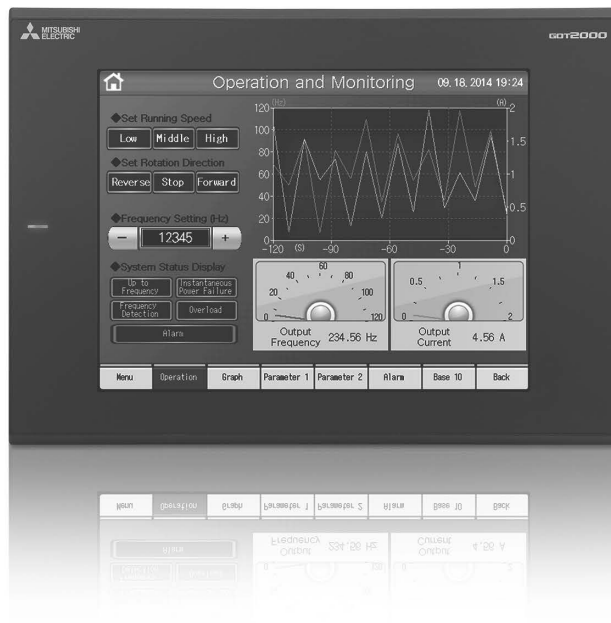 MITSUBISHI
ELECTRIC
GOT2000
Operation and Monitoring 09. 18. 2014 19:24
◆Set Running Speed
Low Middle High
◆Set Rotation Direction
Reverse Stop Forward
◆Frequency Setting (Hz)
− 12345 +
◆System Status Display
Up to
Frequency
Instantaneous
Power Failure
Frequency
Detection
Overload
Alarm
(Hz) (A)
120 2
100
1.5
80
60 1
40
0.5
20
0 0
-120 (S) -90 -60 -30 0
0 20 40 60 80 100 120
Output
Frequency 234.56 Hz
0 0.5 1 1.5 2
Output
Current 4.56 A
Menu Operation Graph Parameter 1 Parameter 2 Alarm Base 10 Back